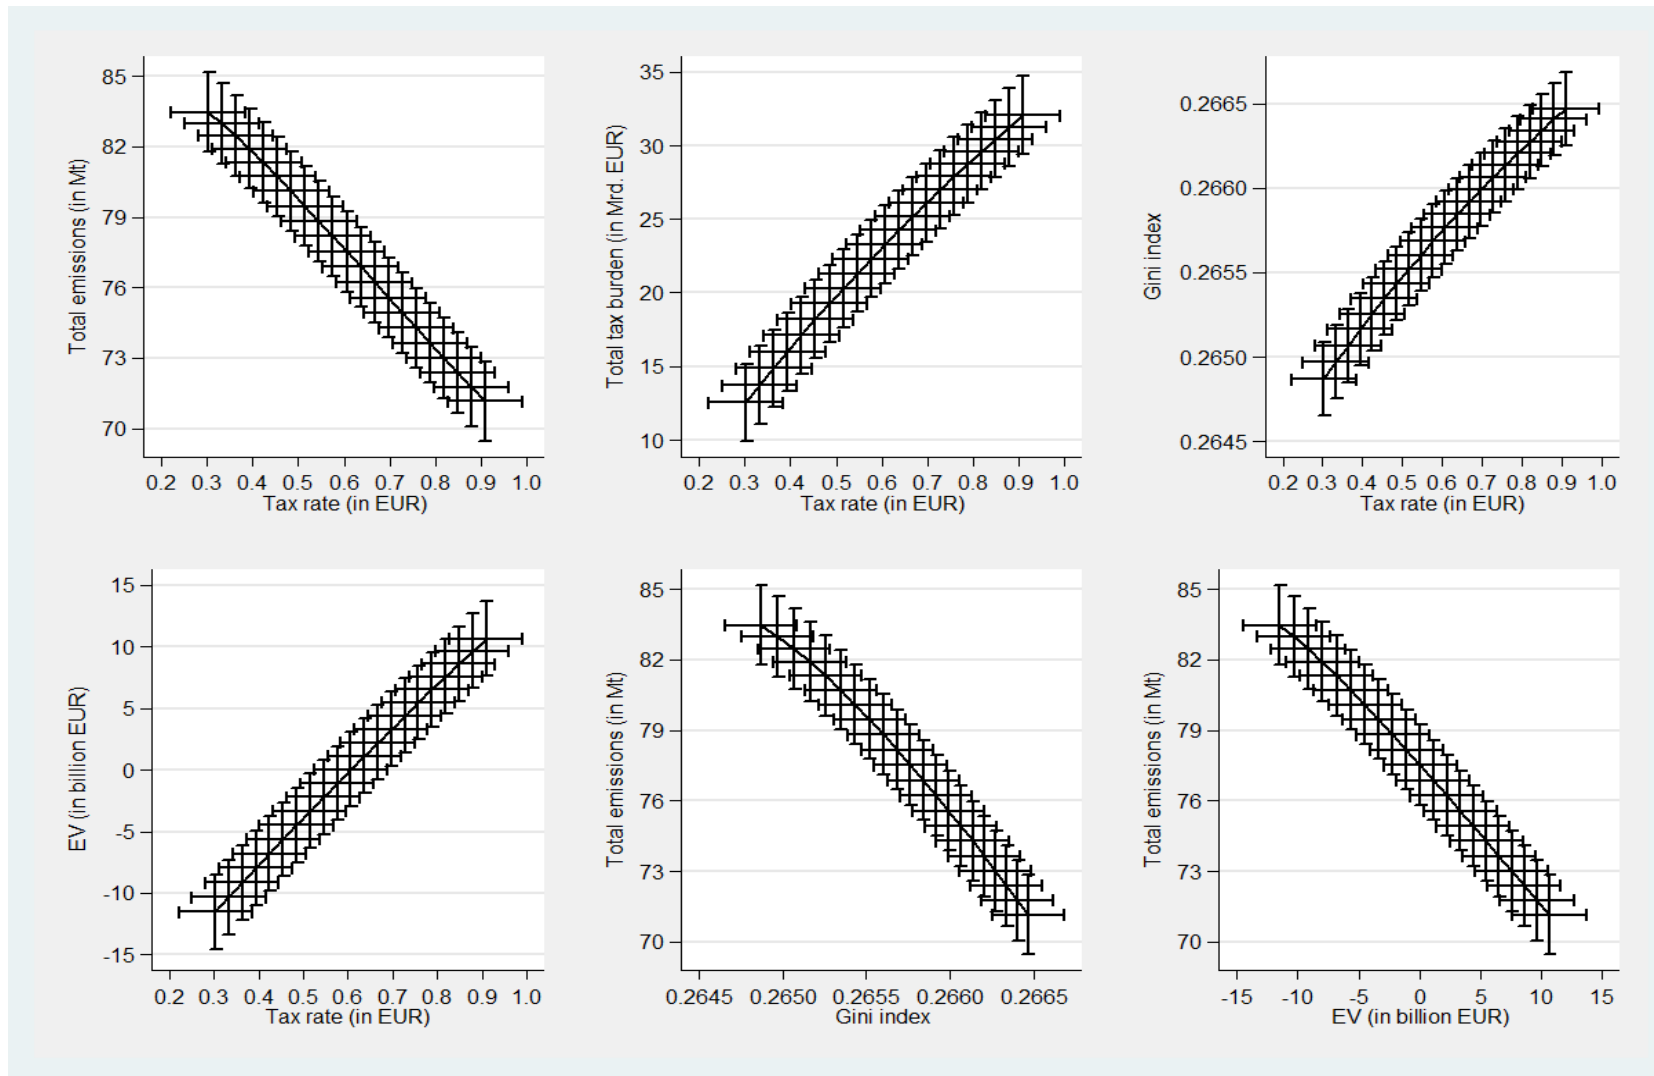 Total emissions (in Mt)
85
82
79
76
73
70
0.2 0.3 0.4 0.5 0.6 0.7 0.8 0.9 1.0
Tax rate (in EUR)
Total tax burden (in Mrd. EUR)
35
30
25
20
15
10
0.2 0.3 0.4 0.5 0.6 0.7 0.8 0.9 1.0
Tax rate (in EUR)
Gini index
0.2665
0.2660
0.2655
0.2650
0.2645
0.2 0.3 0.4 0.5 0.6 0.7 0.8 0.9 1.0
Tax rate (in EUR)
EV (in billion EUR)
15
10
5
0
-5
-10
-15
0.2 0.3 0.4 0.5 0.6 0.7 0.8 0.9 1.0
Tax rate (in EUR)
Total emissions (in Mt)
85
82
79
76
73
70
0.2645 0.2650 0.2655 0.2660 0.2665
Gini index
Total emissions (in Mt)
85
82
79
76
73
70
-15 -10 -5 0 5 10 15
EV (in billion EUR)